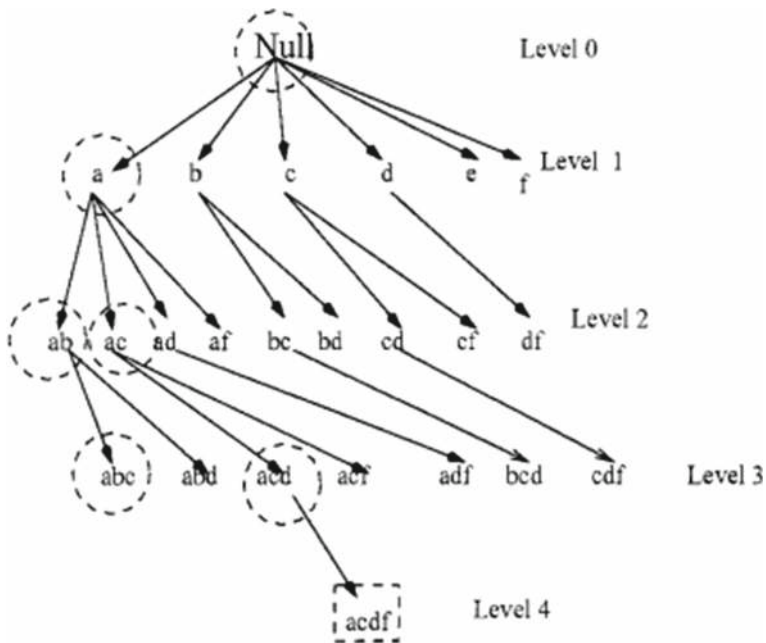 Null Level 0
a b c d e f Level 1
ab ac ad af bc bd cd cf df Level 2
abc abd acd acf adf bcd cdf Level 3
acdf Level 4